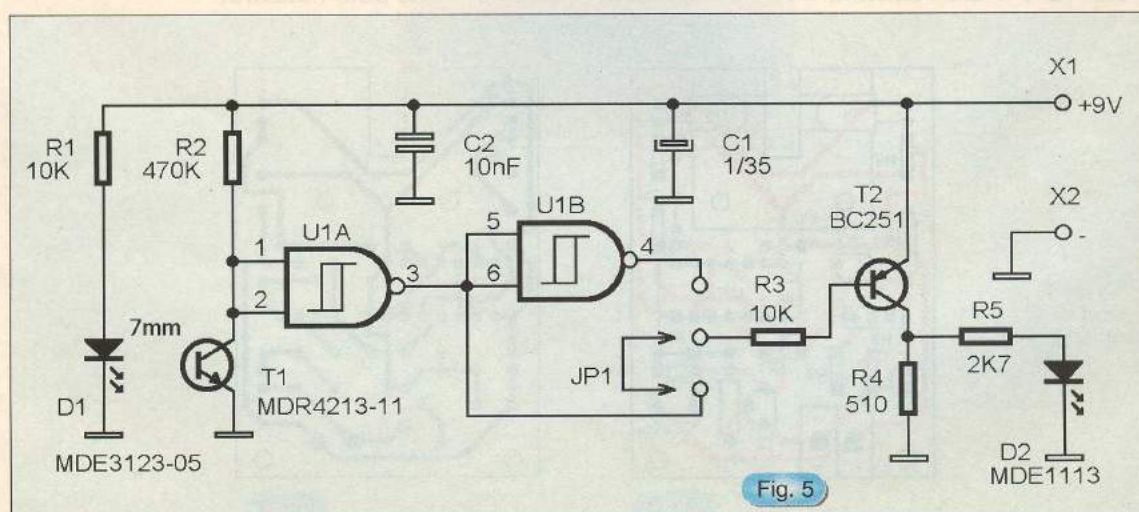 X1
+9V
R1
10K
R2
470K
C2
10nF
C1
1/35
T2
BC251
X2
-
U1A
U1B
1
2
3
5
6
4
7mm
R3
10K
R5
2K7
JP1
R4
510
D1
MDE3123-05
T1
MDR4213-11
D2
MDE1113
Fig. 5